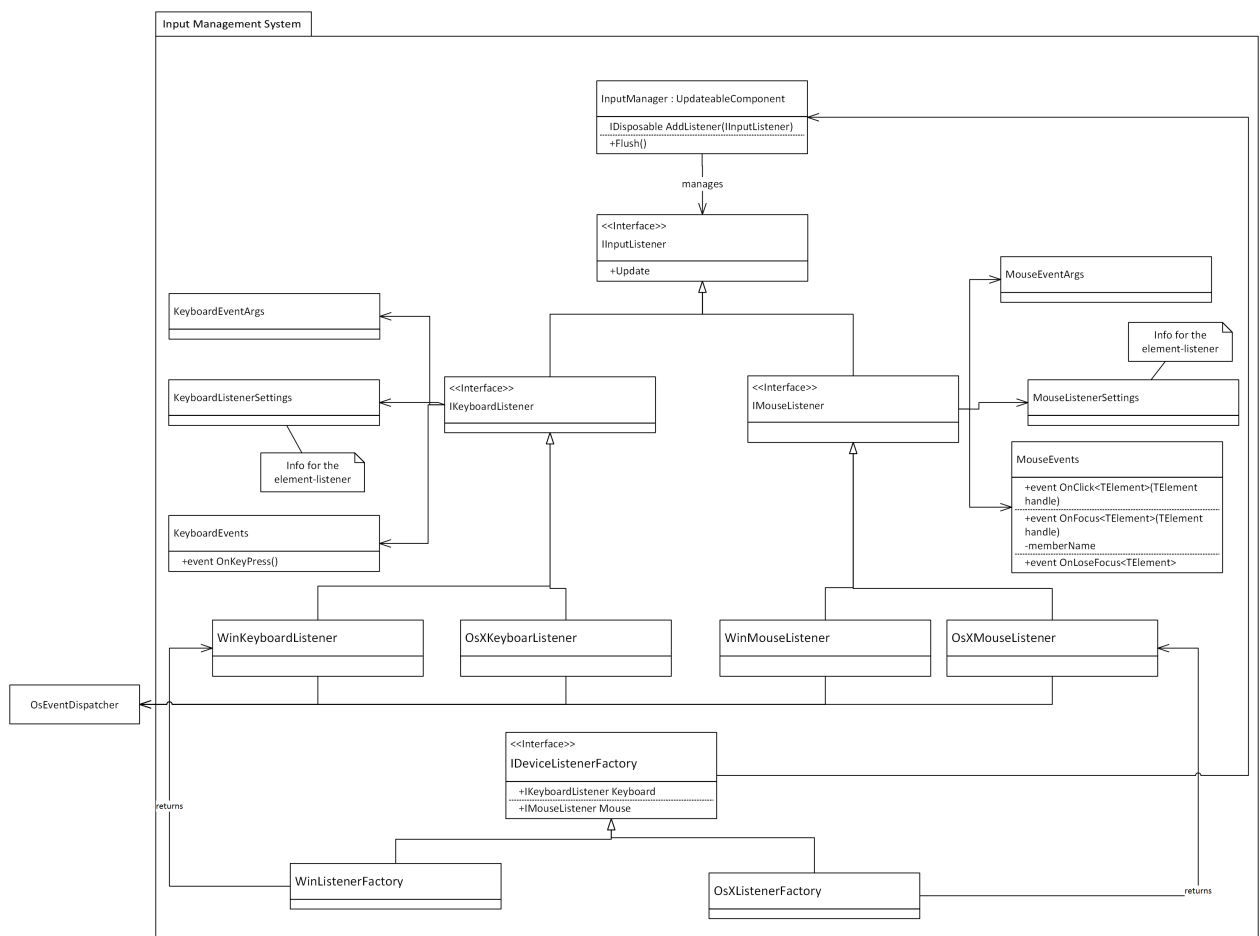 Input Management System
InputManager : UpdateableComponent
IDisposable AddListener(IInputListener)
+Flush()
manages
<<Interface>>
IInputListener
+Update
MouseEventArgs
KeyboardEventArgs
Info for the
element-listener
KeyboardListenerSettings
<<Interface>>
IKeyboardListener
<<Interface>>
IMouseListener
MouseListenerSettings
Info for the
element-listener
MouseEvents
+event OnClick<TElement>(TElement
handle)
+event OnFocus<TElement>(TElement
handle)
-memberName
+event OnLoseFocus<TElement>
KeyboardEvents
+event OnKeyPress()
WinKeyboardListener
OsXKeyboarListener
WinMouseListener
OsXMouseListener
OsEventDispatcher
<<Interface>>
IDeviceListenerFactory
+IKeyboardListener Keyboard
+IMouseListener Mouse
returns
WinListenerFactory
OsXListenerFactory
returns